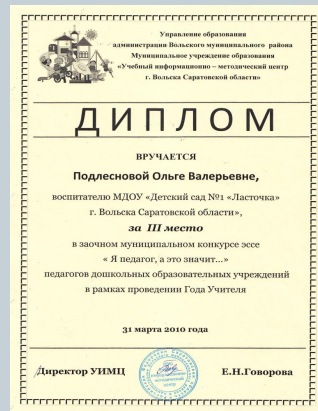 Управление образования
администрации Вольского муниципального района
Муниципальное учреждение образования
«Учебный информационно – методический центр
г. Вольска Саратовской области»
ДИПЛОМ
ВРУЧАЕТСЯ
Подлесновой Ольге Валерьевне,
воспитателю МДОУ «Детский сад №1 «Ласточка»
г. Вольска Саратовской области»,
за III место
в заочном муниципальном конкурсе эссе
« Я педагог, а это значит...»
педагогов дошкольных образовательных учреждений
в рамках проведении Года Учителя
31 марта 2010 года
Директор УИМЦ
Е.Н.Говорова